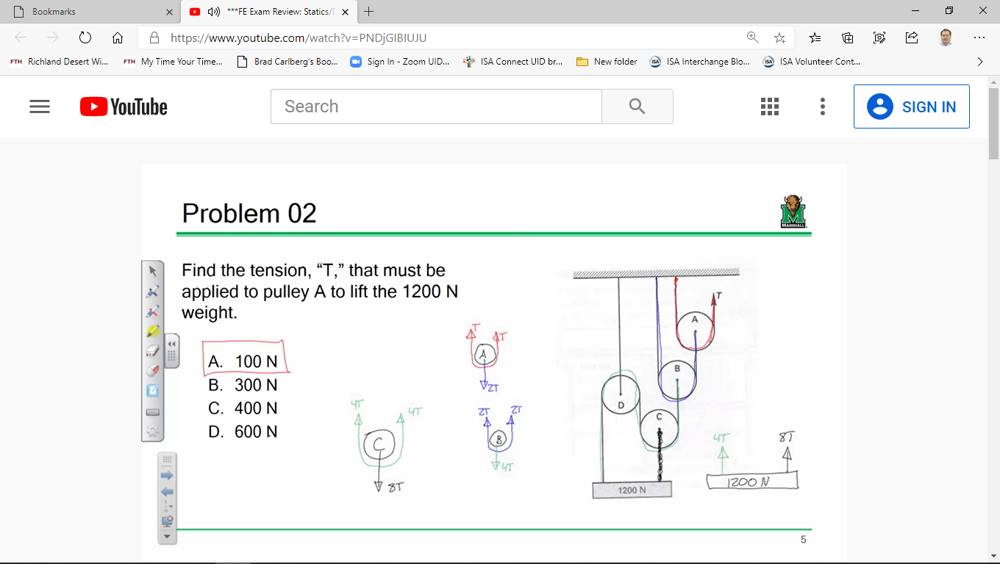 Bookmarks
***FE Exam Review: Statics/
https://www.youtube.com/watch?v=PNDjGIBIUJU
FTH Richland Desert Wi...
FTH My Time Your Time...
Brad Carlberg's Boo...
Sign In - Zoom UID...
ISA Connect UID br...
New folder
ISA Interchange Blo...
ISA Volunteer Cont...
YouTube
Search
SIGN IN
Problem 02
M
MARSHALL
Find the tension, “T,” that must be
applied to pulley A to lift the 1200 N
weight.
A. 100 N
B. 300 N
C. 400 N
D. 600 N
T
T
A
2T
2T
2T
B
4T
4T
4T
C
8T
T
A
B
D
C
1200 N
4T
8T
1200 N
5